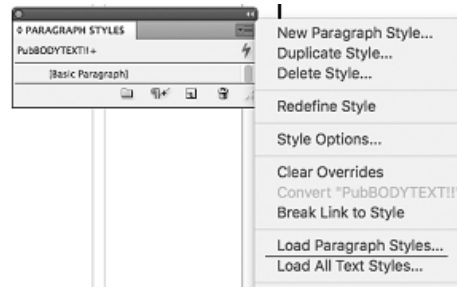 PARAGRAPH STYLES
PubBODYTEXT!!+
[Basic Paragraph]
New Paragraph Style...
Duplicate Style...
Delete Style...
Redefine Style
Style Options...
Clear Overrides
Convert "PubBODYTEXT!!"
Break Link to Style
Load Paragraph Styles...
Load All Text Styles...